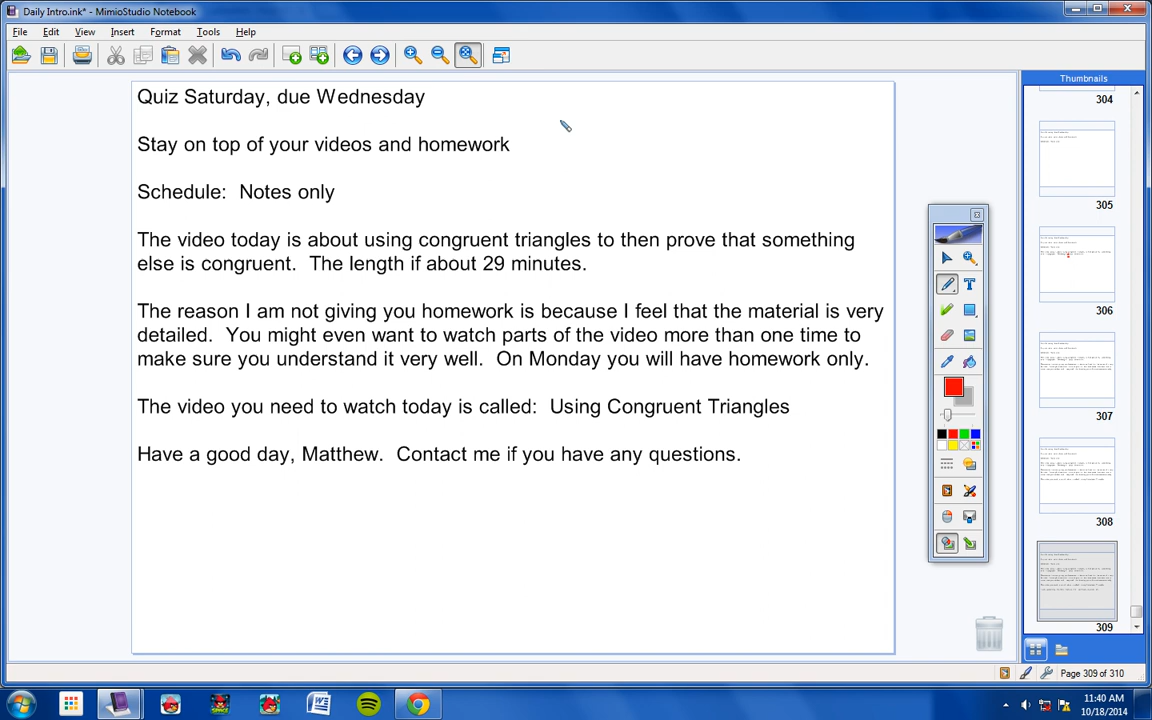 Daily Intro.ink* - MimioStudio Notebook
File Edit View Insert Format Tools Help
Quiz Saturday, due Wednesday
Stay on top of your videos and homework
Schedule:  Notes only
The video today is about using congruent triangles to then prove that something
else is congruent.  The length if about 29 minutes.
The reason I am not giving you homework is because I feel that the material is very
detailed.  You might even want to watch parts of the video more than one time to
make sure you understand it very well.  On Monday you will have homework only.
The video you need to watch today is called:  Using Congruent Triangles
Have a good day, Matthew.  Contact me if you have any questions.
Thumbnails
304
305
306
307
308
309
Page 309 of 310
11:40 AM
10/18/2014